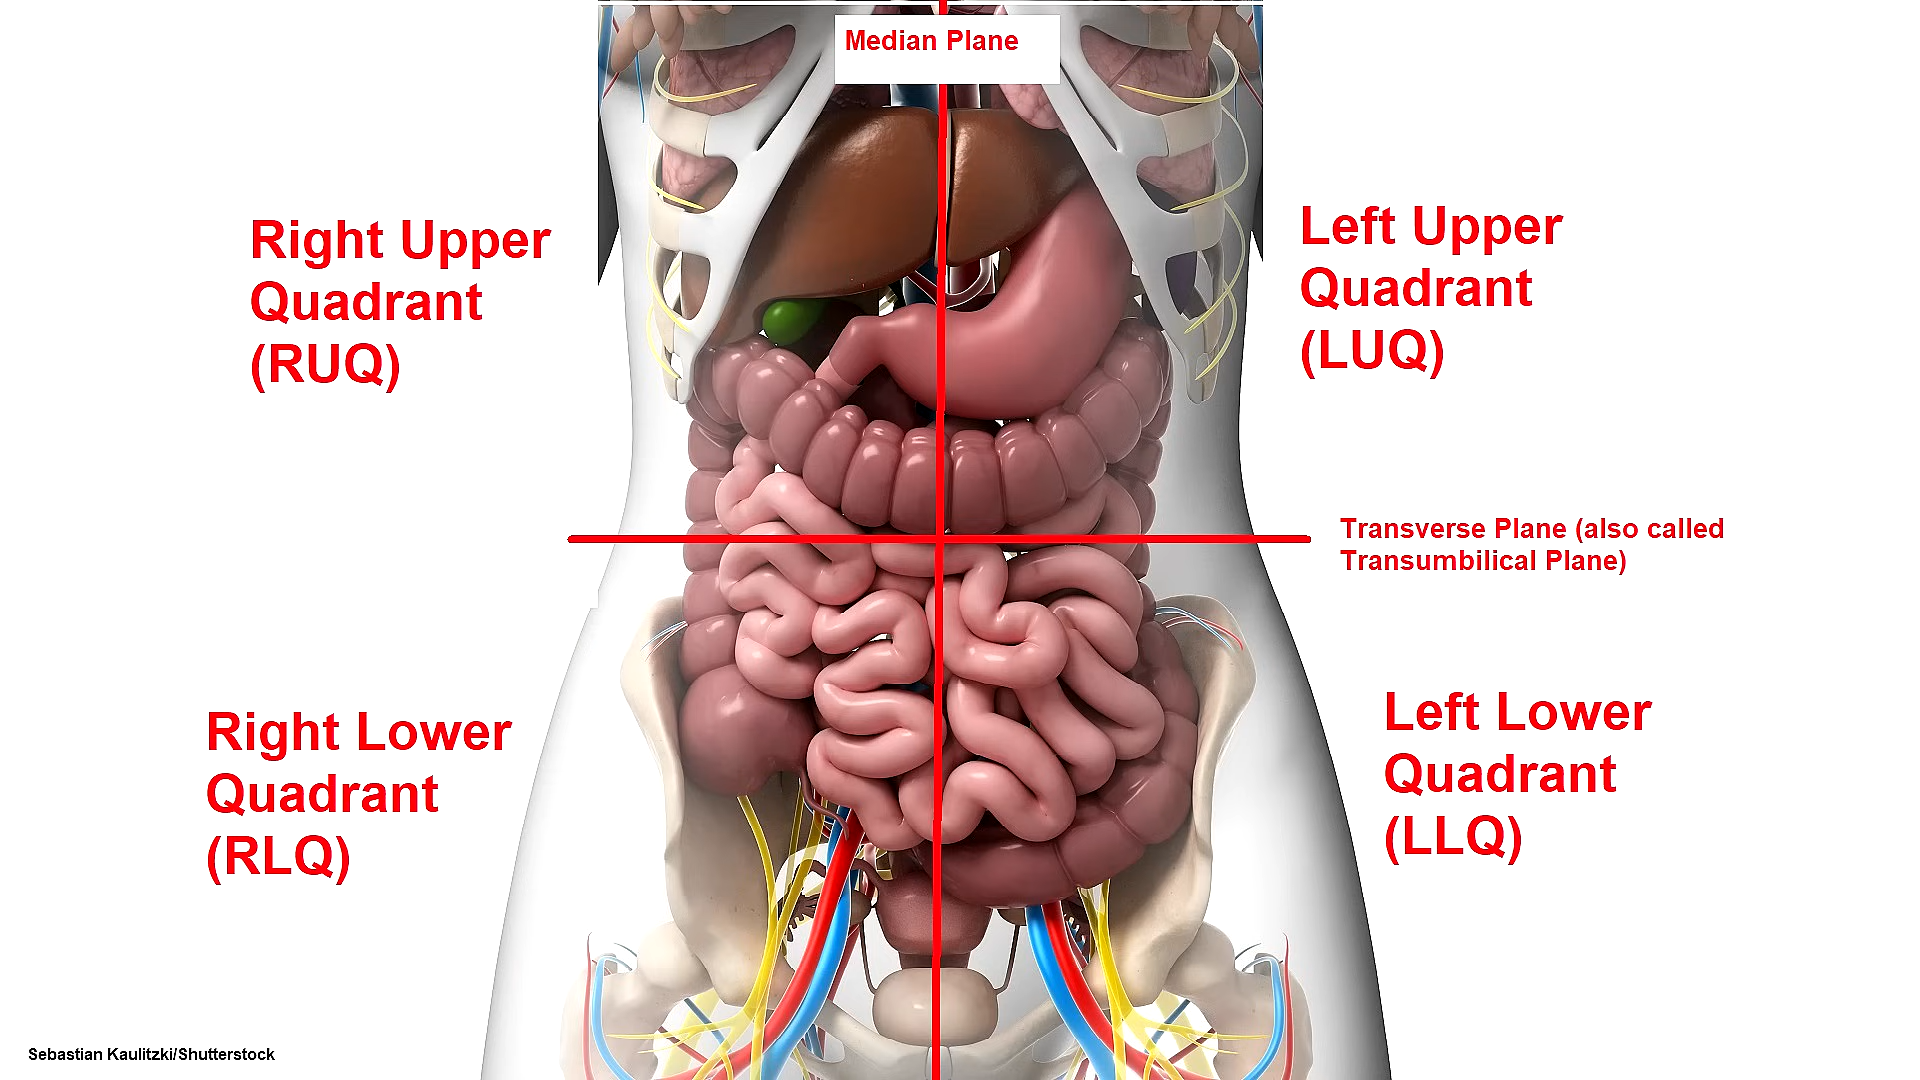 Median Plane
Right Upper
Quadrant
(RUQ)
Left Upper
Quadrant
(LUQ)
Transverse Plane (also called
Transumbilical Plane)
Right Lower
Quadrant
(RLQ)
Left Lower
Quadrant
(LLQ)
Sebastian Kaulitzki/Shutterstock